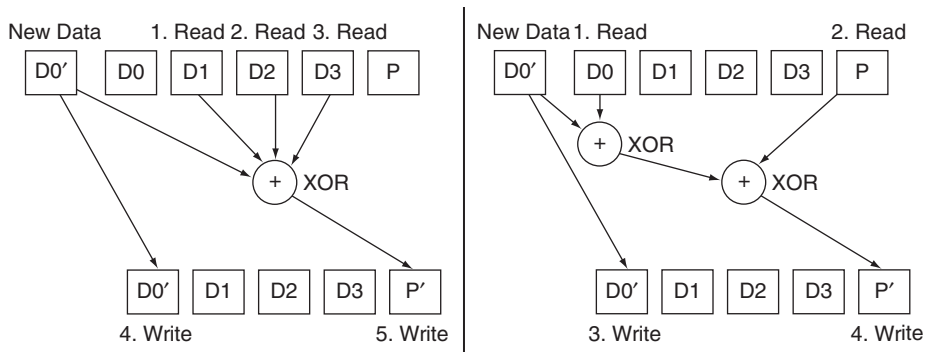 New Data 1. Read 2. Read 3. Read
D0′ D0 D1 D2 D3 P
+ XOR
D0′ D1 D2 D3 P′
4. Write 5. Write
New Data 1. Read 2. Read
D0′ D0 D1 D2 D3 P
+ XOR
+ XOR
D0′ D1 D2 D3 P′
3. Write 4. Write